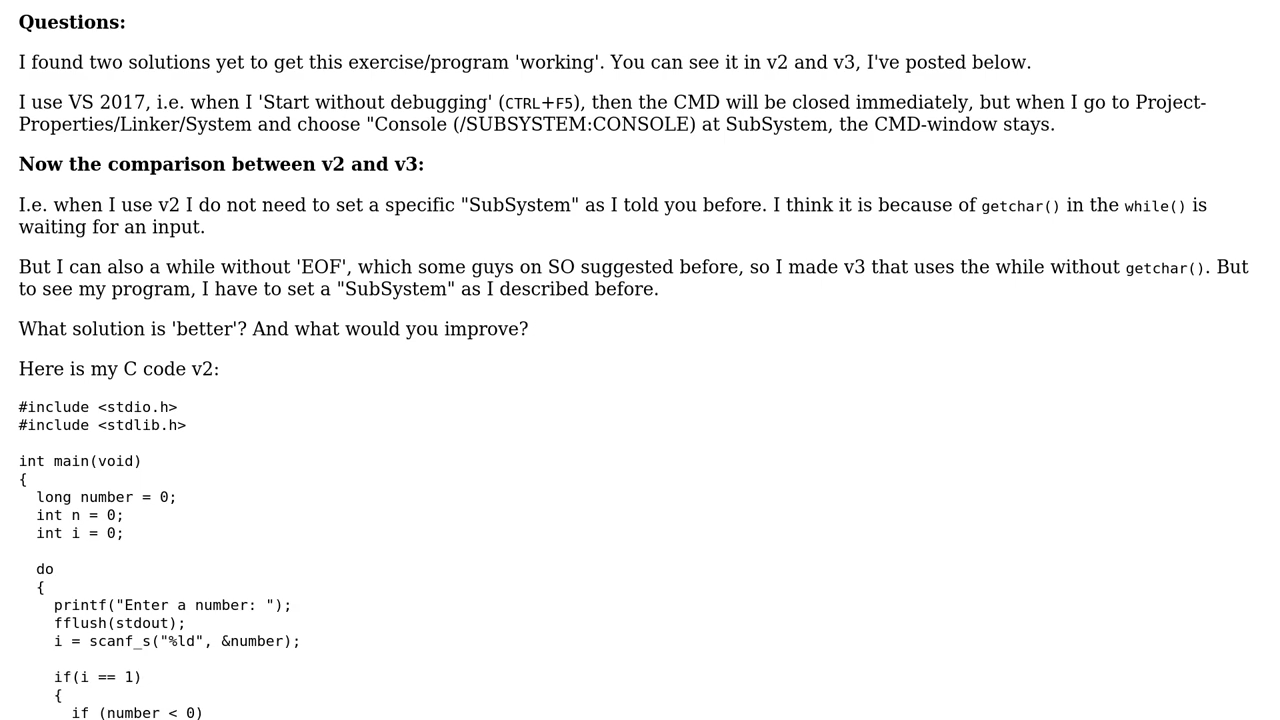 Questions:
I found two solutions yet to get this exercise/program 'working'. You can see it in v2 and v3, I've posted below.
I use VS 2017, i.e. when I 'Start without debugging' (CTRL+F5), then the CMD will be closed immediately, but when I go to Project-
Properties/Linker/System and choose "Console (/SUBSYSTEM:CONSOLE) at SubSystem, the CMD-window stays.
Now the comparison between v2 and v3:
I.e. when I use v2 I do not need to set a specific "SubSystem" as I told you before. I think it is because of getchar() in the while() is
waiting for an input.
But I can also a while without 'EOF', which some guys on SO suggested before, so I made v3 that uses the while without getchar(). But
to see my program, I have to set a "SubSystem" as I described before.
What solution is 'better'? And what would you improve?
Here is my C code v2:
#include <stdio.h>
#include <stdlib.h>
int main(void)
{
  long number = 0;
  int n = 0;
  int i = 0;
  do
  {
    printf("Enter a number: ");
    fflush(stdout);
    i = scanf_s("%ld", &number);
    if(i == 1)
    {
      if (number < 0)